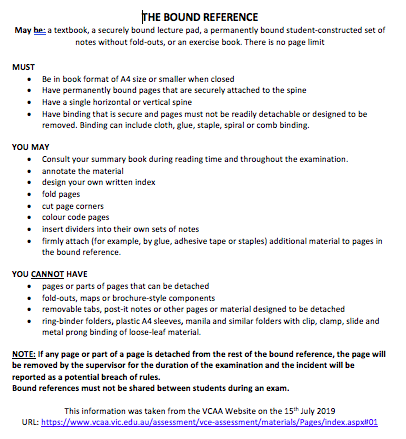 THE BOUND REFERENCE
May be: a textbook, a securely bound lecture pad, a permanently bound student-constructed set of
notes without fold-outs, or an exercise book. There is no page limit
MUST
• Be in book format of A4 size or smaller when closed
• Have permanently bound pages that are securely attached to the spine
• Have a single horizontal or vertical spine
• Have binding that is secure and pages must not be readily detachable or designed to be
removed. Binding can include cloth, glue, staple, spiral or comb binding.
YOU MAY
• Consult your summary book during reading time and throughout the examination.
• annotate the material
• design your own written index
• fold pages
• cut page corners
• colour code pages
• insert dividers into their own sets of notes
• firmly attach (for example, by glue, adhesive tape or staples) additional material to pages in
the bound reference.
YOU CANNOT HAVE
• pages or parts of pages that can be detached
• fold-outs, maps or brochure-style components
• removable tabs, post-it notes or other pages or material designed to be detached
• ring-binder folders, plastic A4 sleeves, manila and similar folders with clip, clamp, slide and
metal prong binding of loose-leaf material.
NOTE: If any page or part of a page is detached from the rest of the bound reference, the page will
be removed by the supervisor for the duration of the examination and the incident will be
reported as a potential breach of rules.
Bound references must not be shared between students during an exam.
This information was taken from the VCAA Website on the 15th July 2019
URL: https://www.vcaa.vic.edu.au/assessment/vce-assessment/materials/Pages/index.aspx#01